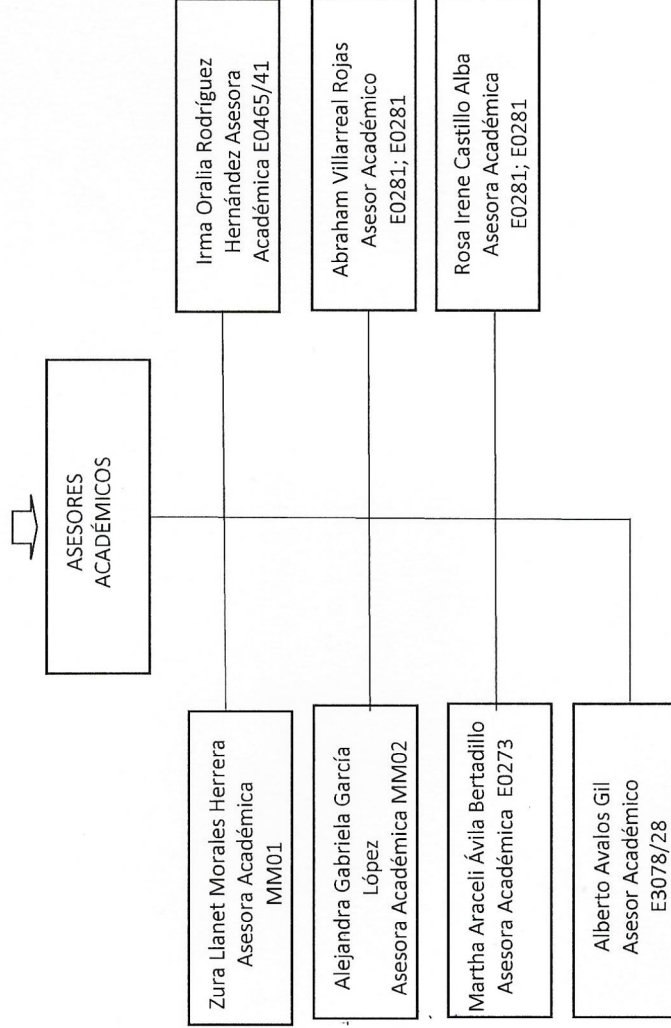 ASESORES
ACADÉMICOS
Zura Llanet Morales Herrera
Asesora Académica
MM01
Irma Oralia Rodríguez
Hernández Asesora
Académica E0465/41
Alejandra Gabriela García
López
Asesora Académica MM02
Abraham Villarreal Rojas
Asesor Académico
E0281; E0281
Martha Araceli Ávila Bertadillo
Asesora Académica E0273
Rosa Irene Castillo Alba
Asesora Académica
E0281; E0281
Alberto Avalos Gil
Asesor Académico
E3078/28